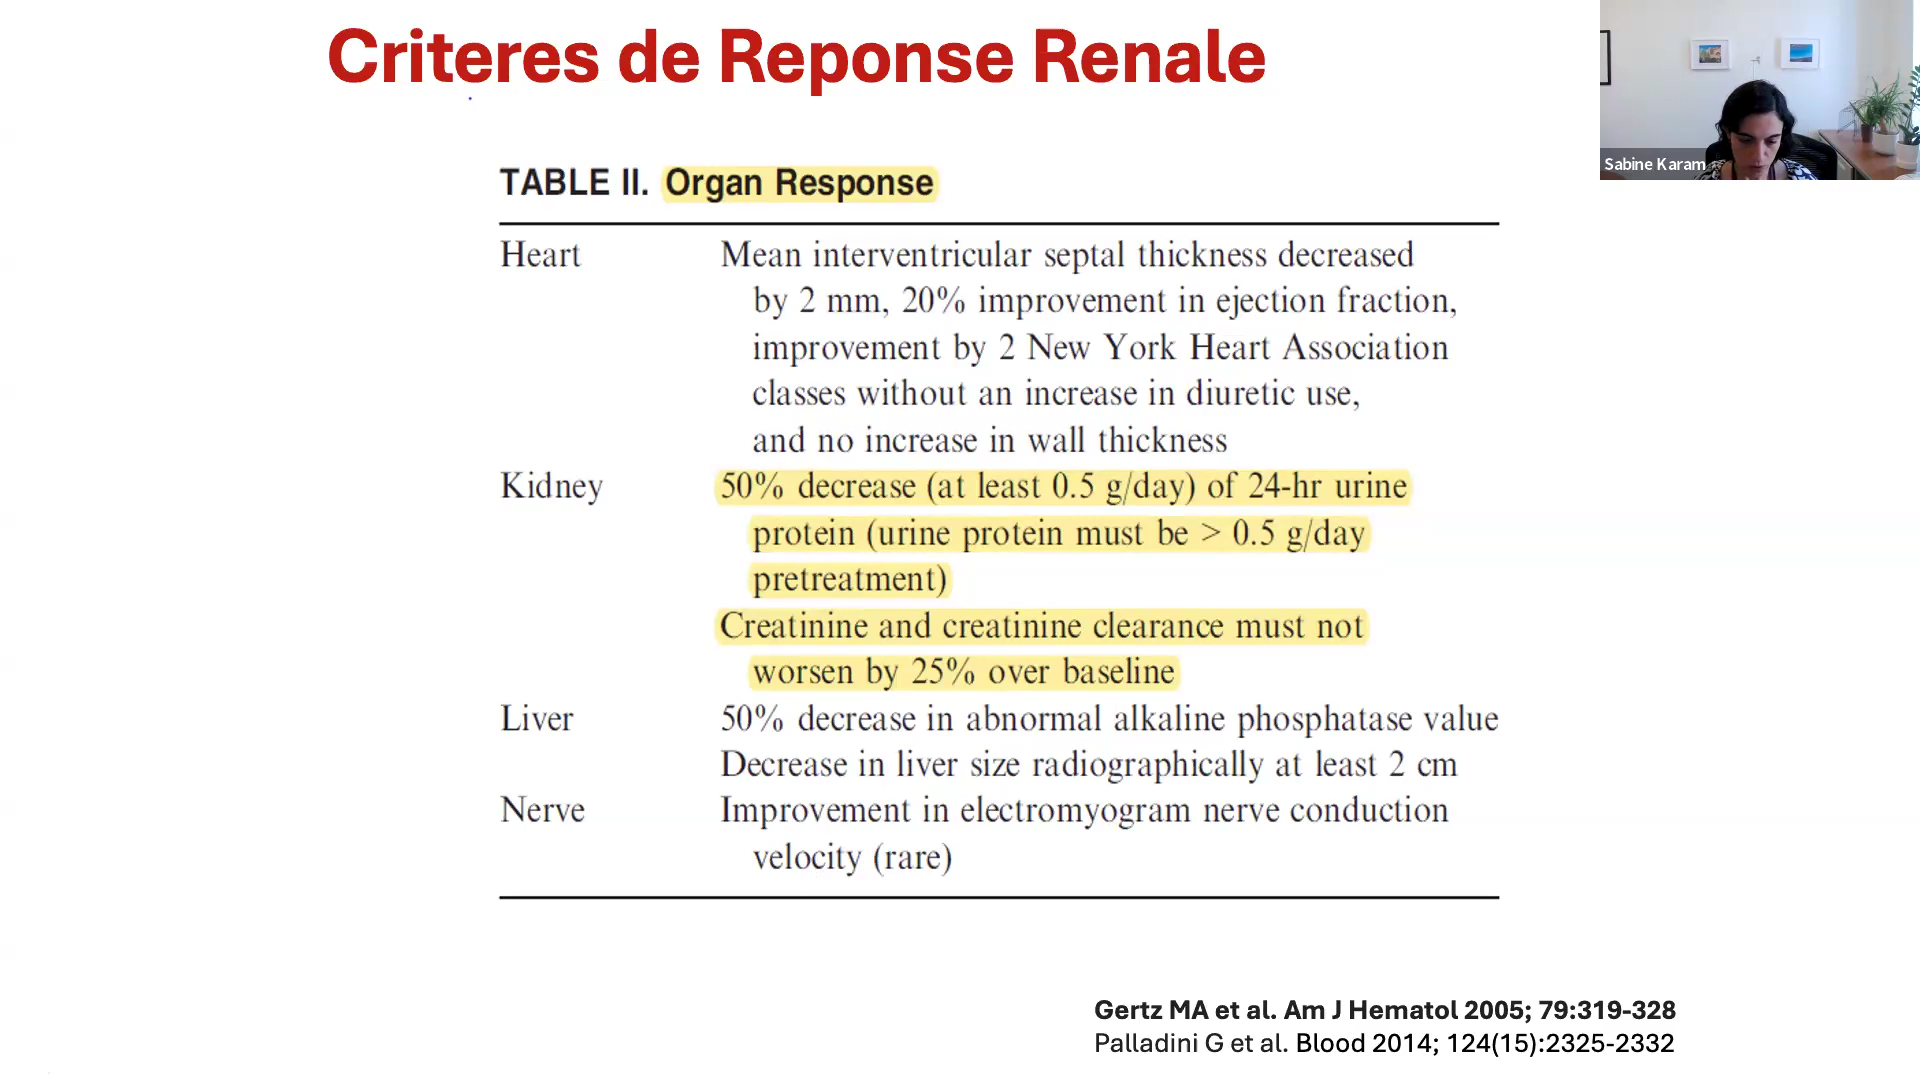 Criteres de Reponse Renale
Sabine Karam
TABLE II. Organ Response
Heart Mean interventricular septal thickness decreased
by 2 mm, 20% improvement in ejection fraction,
improvement by 2 New York Heart Association
classes without an increase in diuretic use,
and no increase in wall thickness
Kidney 50% decrease (at least 0.5 g/day) of 24-hr urine
protein (urine protein must be > 0.5 g/day
pretreatment)
Creatinine and creatinine clearance must not
worsen by 25% over baseline
Liver 50% decrease in abnormal alkaline phosphatase value
Decrease in liver size radiographically at least 2 cm
Nerve Improvement in electromyogram nerve conduction
velocity (rare)
Gertz MA et al. Am J Hematol 2005; 79:319-328
Palladini G et al. Blood 2014; 124(15):2325-2332